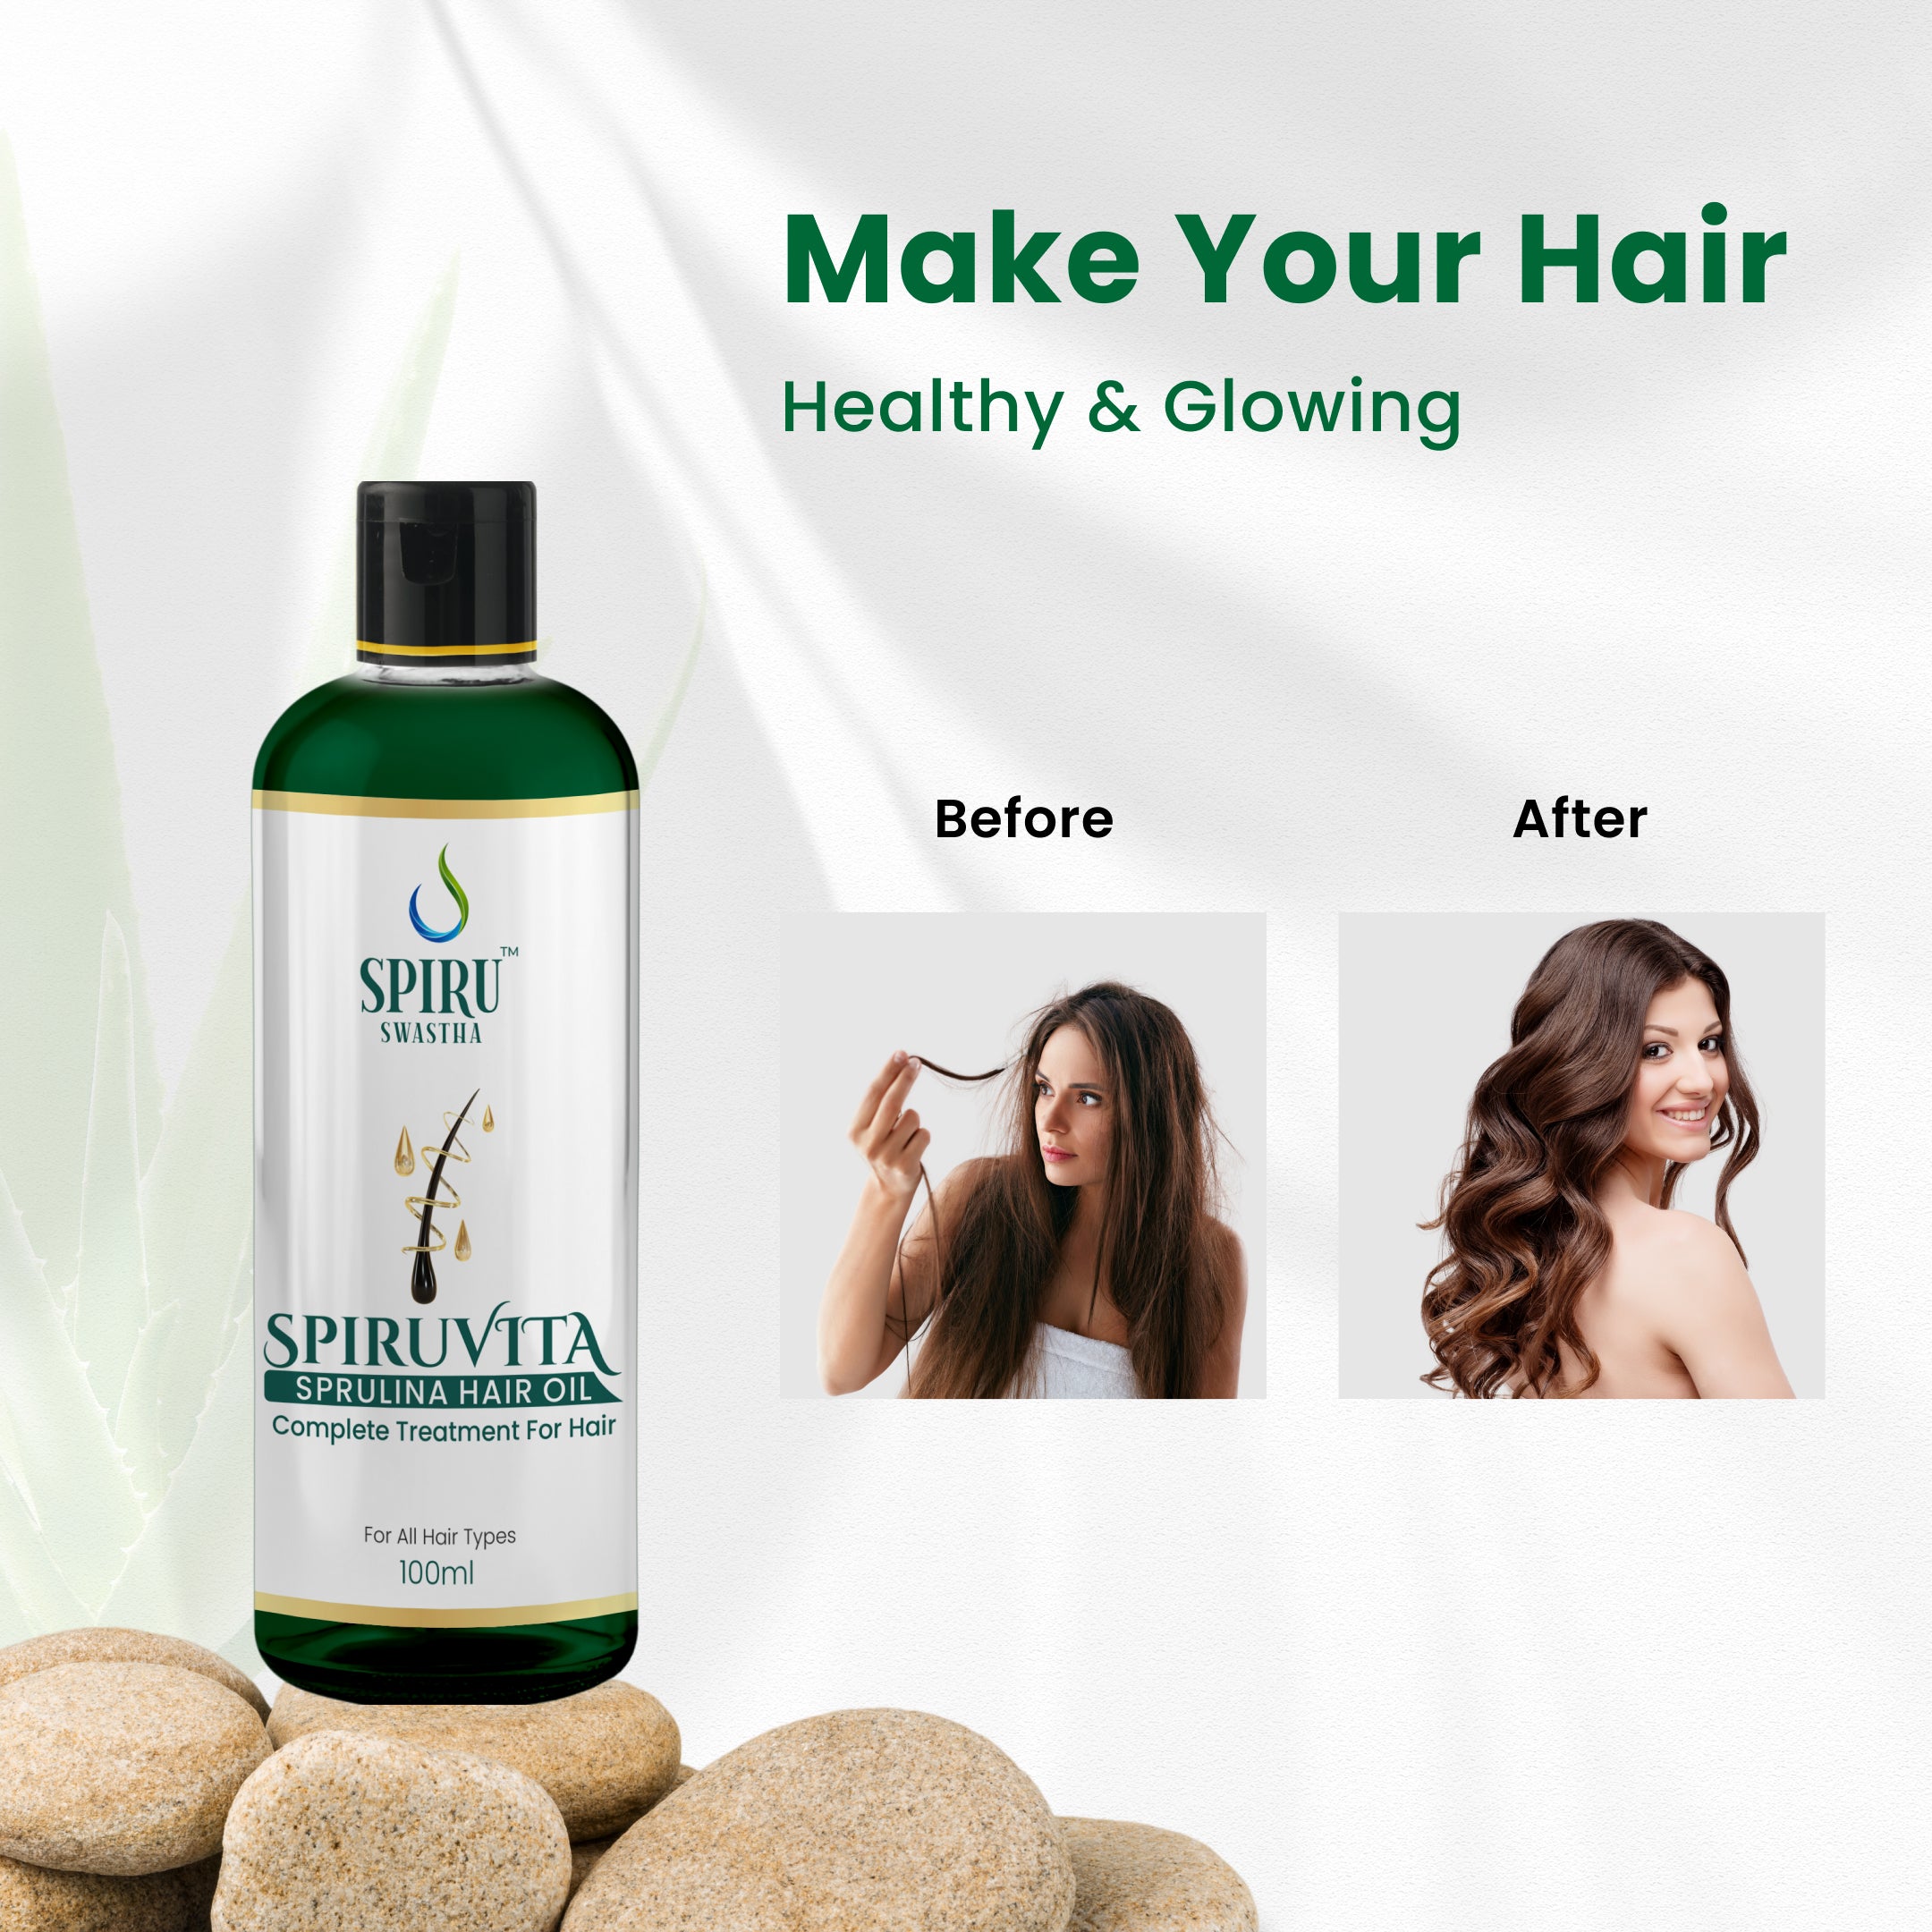 Make Your Hair
Healthy & Glowing
Before
After
SPIRU™
SWASTHA
SPIRUVITA
SPRULINA HAIR OIL
Complete Treatment For Hair
For All Hair Types
100ml